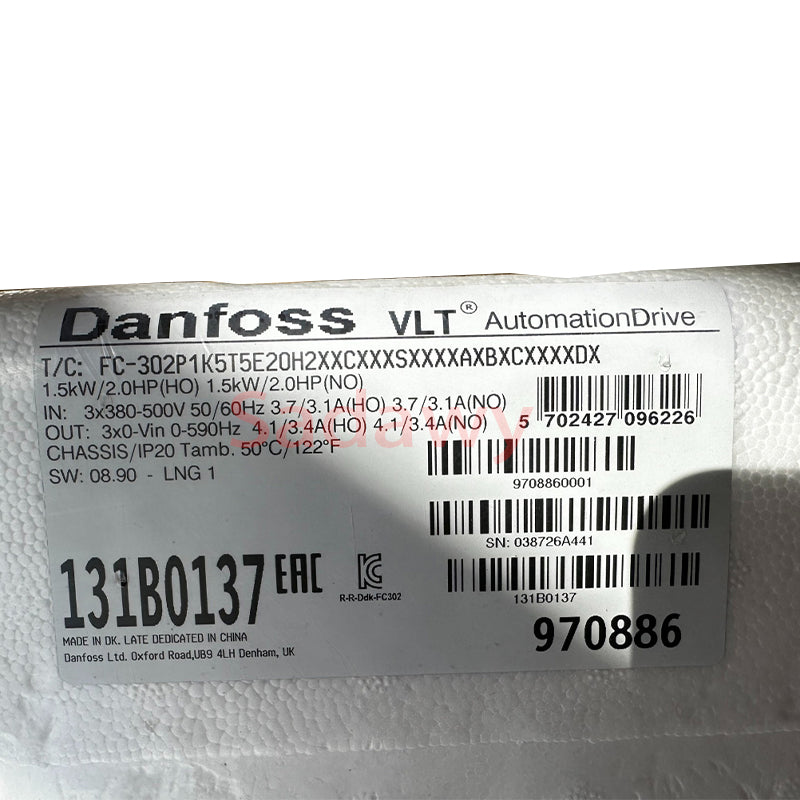 Danfoss VLT® AutomationDrive
T/C: FC-302P1K5T5E20H2XXCXXXSXXXXAXBXCXXXXDX
1.5kW/2.0HP(HO) 1.5kW/2.0HP(NO)
IN: 3x380-500V 50/60Hz 3.7/3.1A(HO) 3.7/3.1A(NO)
OUT: 3x0-Vin 0-590Hz 4.1/3.4A(HO) 4.1/3.4A(NO)
5 702427 096226
CHASSIS/IP20 Tamb. 50°C/122°F
SW: 08.90 - LNG 1
Sadawy
9708860001
SN: 038726A441
131B0137 EAC
R-R-Ddk-FC302
131B0137
MADE IN DK. LATE DEDICATED IN CHINA
Danfoss Ltd. Oxford Road,UB9 4LH Denham, UK
970886